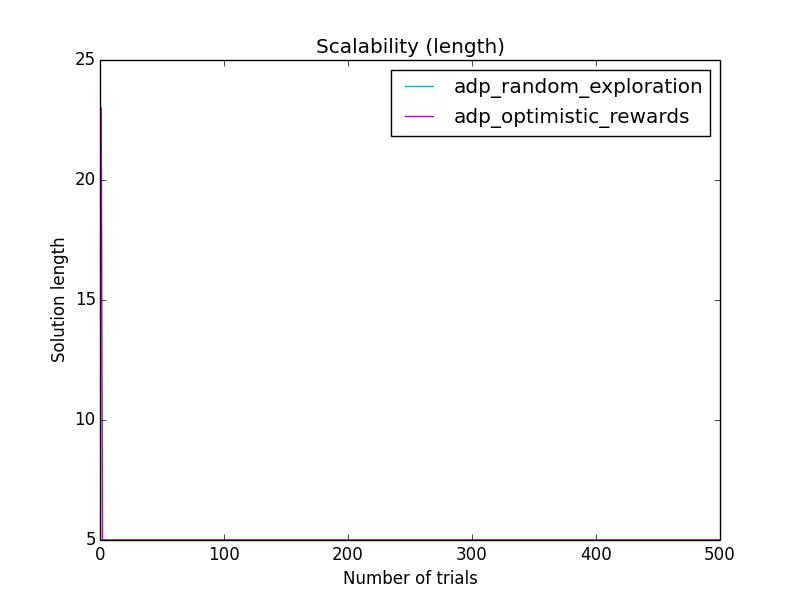 Scalability (length)
adp_random_exploration
adp_optimistic_rewards
Solution length
25
20
15
10
5
0 100 200 300 400 500
Number of trials